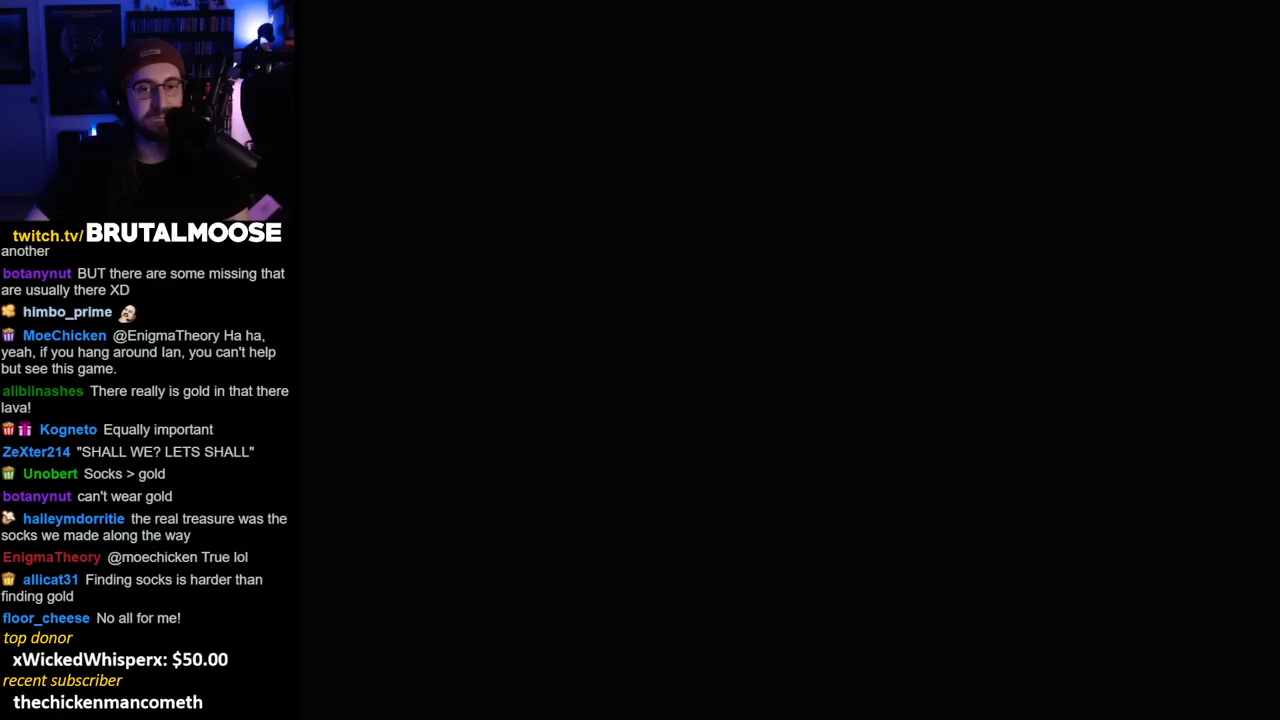 twitch.tv/BRUTALMOOSE
another
botanynut BUT there are some missing that
are usually there XD
himbo_prime
MoeChicken @EnigmaTheory Ha ha,
yeah, if you hang around Ian, you can't help
but see this game.
aliblinashes There really is gold in that there
lava!
Kogneto Equally important
ZeXter214 "SHALL WE? LETS SHALL"
Unobert Socks > gold
botanynut can't wear gold
haileymdorritie the real treasure was the
socks we made along the way
EnigmaTheory @moechicken True lol
allicat31 Finding socks is harder than
finding gold
floor_cheese No all for me!
top donor
xWickedWhisperx: $50.00
recent subscriber
thechickenmancometh